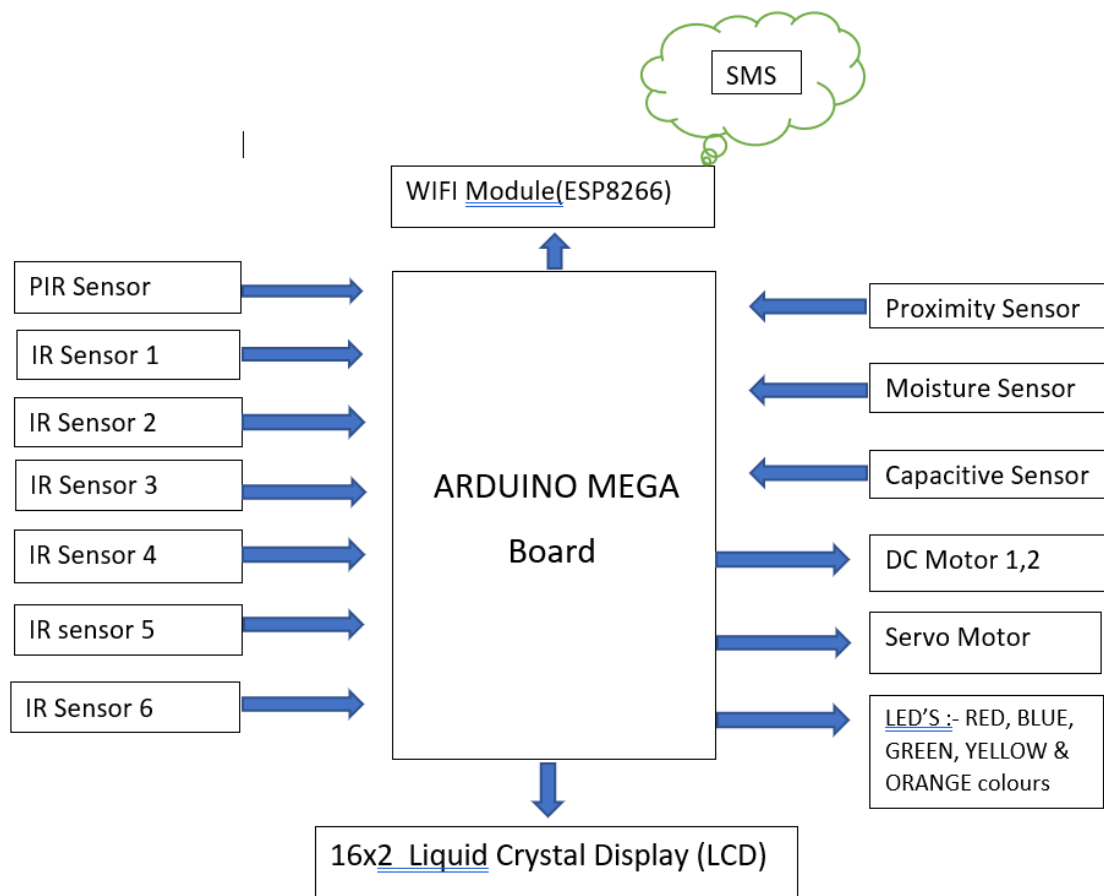 SMS
WIFI Module(ESP8266)
PIR Sensor
IR Sensor 1
IR Sensor 2
IR Sensor 3
IR Sensor 4
IR sensor 5
IR Sensor 6
ARDUINO MEGA
Board
Proximity Sensor
Moisture Sensor
Capacitive Sensor
DC Motor 1,2
Servo Motor
LED'S :- RED, BLUE,
GREEN, YELLOW &
ORANGE colours
16x2 Liquid Crystal Display (LCD)